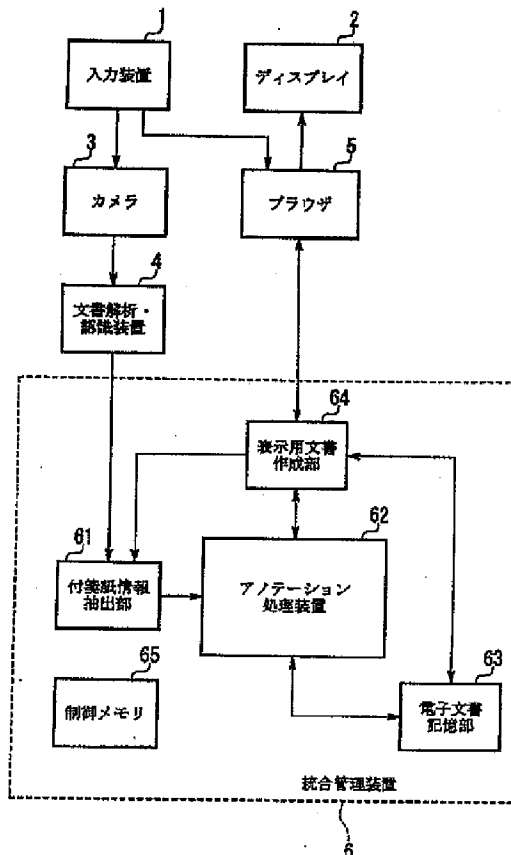 1
2
入力装置
ディスプレイ
3
5
カメラ
ブラウザ
4
文書解析・
認識装置
64
表示用文書
作成部
61
62
付箋紙情報
抽出部
アノテーション
処理装置
65
63
制御メモリ
電子文書
記憶部
統合管理装置
6